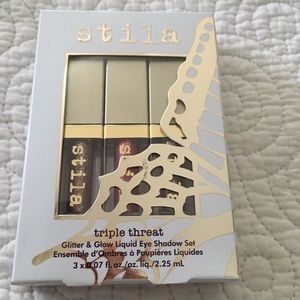 stila
stila
sti
triple threat
Glitter & Glow Liquid Eye Shadow Set
Ensemble d'Ombres à Paupières Liquides
3 x 0.07 fl. oz./oz. liq./2.25 mL